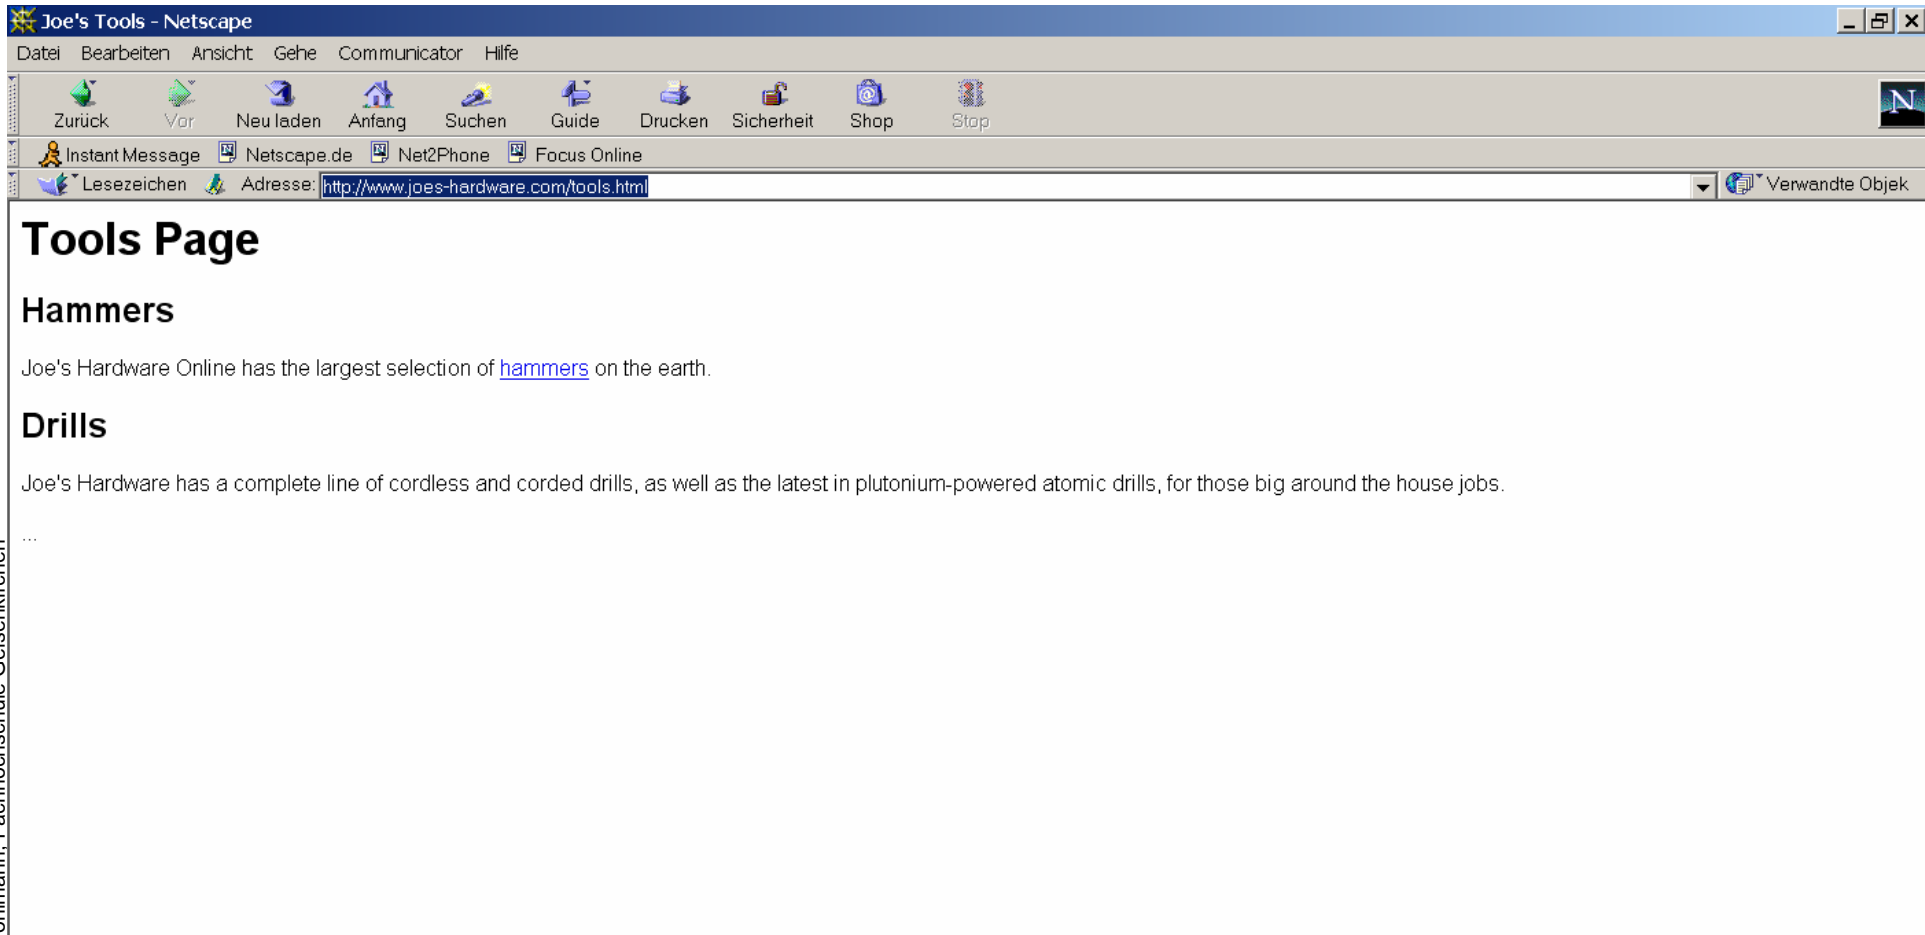 Joe's Tools - Netscape
Datei Bearbeiten Ansicht Gehe Communicator Hilfe
Zurück Vor Neu laden Anfang Suchen Guide Drucken Sicherheit Shop Stop
N
Instant Message Netscape.de Net2Phone Focus Online
Lesezeichen Adresse: http://www.joes-hardware.com/tools.html Verwandte Objek
Tools Page
Hammers
Joe's Hardware Online has the largest selection of hammers on the earth.
Drills
Joe's Hardware has a complete line of cordless and corded drills, as well as the latest in plutonium-powered atomic drills, for those big around the house jobs.
...
Fachhochschule Gelsenkirchen